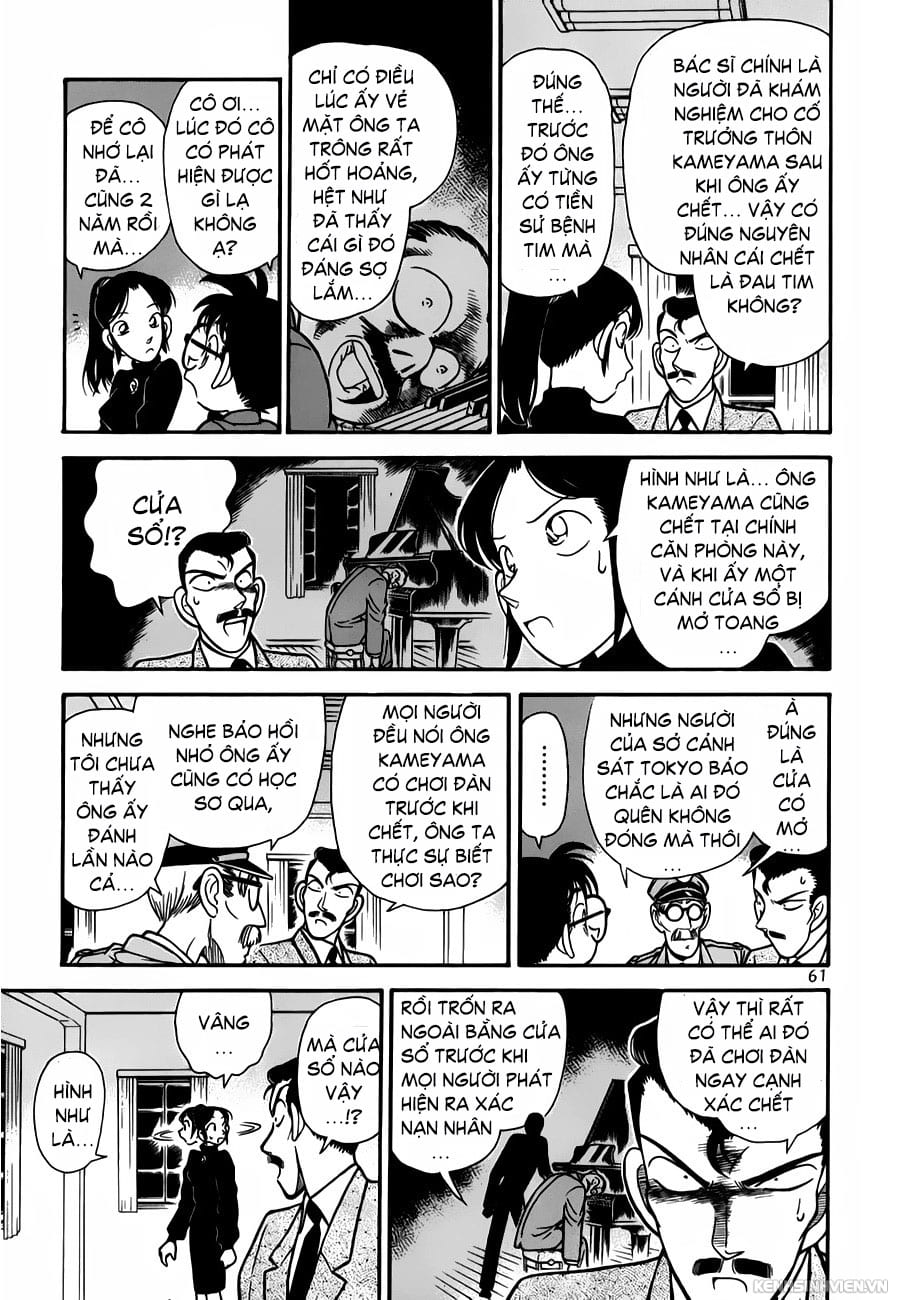 BÁC SĨ CHÍNH LÀ
NGƯỜI ĐÃ KHÁM
NGHIỆM CHO CỐ
TRƯỞNG THÔN
KAMEYAMA SAU
KHI ÔNG ẤY
CHẾT... VẬY CÓ
ĐÚNG NGUYÊN
NHÂN CÁI CHẾT
LÀ ĐAU TIM
KHÔNG?
ĐÚNG
THẾ...
TRƯỚC
ĐÓ ÔNG
ẤY TỪNG
CÓ TIỀN
SỬ BỆNH
TIM MÀ
...
CHỈ CÓ ĐIỀU
LÚC ẤY VẺ
MẶT ÔNG TA
TRÔNG RẤT
HỐT HOẢNG,
HỆT NHƯ
ĐÃ THẤY
CÁI GÌ ĐÓ
ĐÁNG SỢ
LẮM...
CÔ ƠI...
LÚC ĐÓ CÔ
CÓ PHÁT
HIỆN ĐƯỢC
GÌ LẠ
KHÔNG
Ạ?
ĐỂ CÔ
NHỚ LẠI
ĐÃ...
CŨNG 2
NĂM RỒI
MÀ...
HÌNH NHƯ LÀ... ÔNG
KAMEYAMA CŨNG
CHẾT TẠI CHÍNH
CĂN PHÒNG NÀY,
VÀ KHI ẤY MỘT
CÁNH CỬA SỔ BỊ
MỞ TOANG
...
CỬA
SỔ!?
À
ĐÚNG
LÀ
CỬA
CÓ
MỞ
...
NHƯNG NGƯỜI
CỦA SỞ CẢNH
SÁT TOKYO BẢO
CHẮC LÀ AI ĐÓ
QUÊN KHÔNG
ĐÓNG MÀ THÔI
.........
MỌI NGƯỜI
ĐỀU NÓI ÔNG
KAMEYAMA
CÓ CHƠI ĐÀN
TRƯỚC KHI
CHẾT, ÔNG TA
THỰC SỰ BIẾT
CHƠI SAO?
NGHE BẢO HỒI
NHỎ ÔNG ẤY
CŨNG CÓ HỌC
SƠ QUA,
NHƯNG
TÔI CHƯA
THẤY
ÔNG ẤY
ĐÁNH
LẦN NÀO
CẢ...
61
VẬY THÌ RẤT
CÓ THỂ AI ĐÓ
ĐÃ CHƠI ĐÀN
NGAY CẠNH
XÁC CHẾT
...
RỒI TRỐN RA
NGOÀI BẰNG CỬA
SỔ TRƯỚC KHI
MỌI NGƯỜI PHÁT
HIỆN RA XÁC
NẠN NHÂN
...
MÀ CỬA
SỔ NÀO
VẬY
...!?
VÂNG
...
HÌNH
NHƯ
LÀ...
KENHSINHVIEN.VN